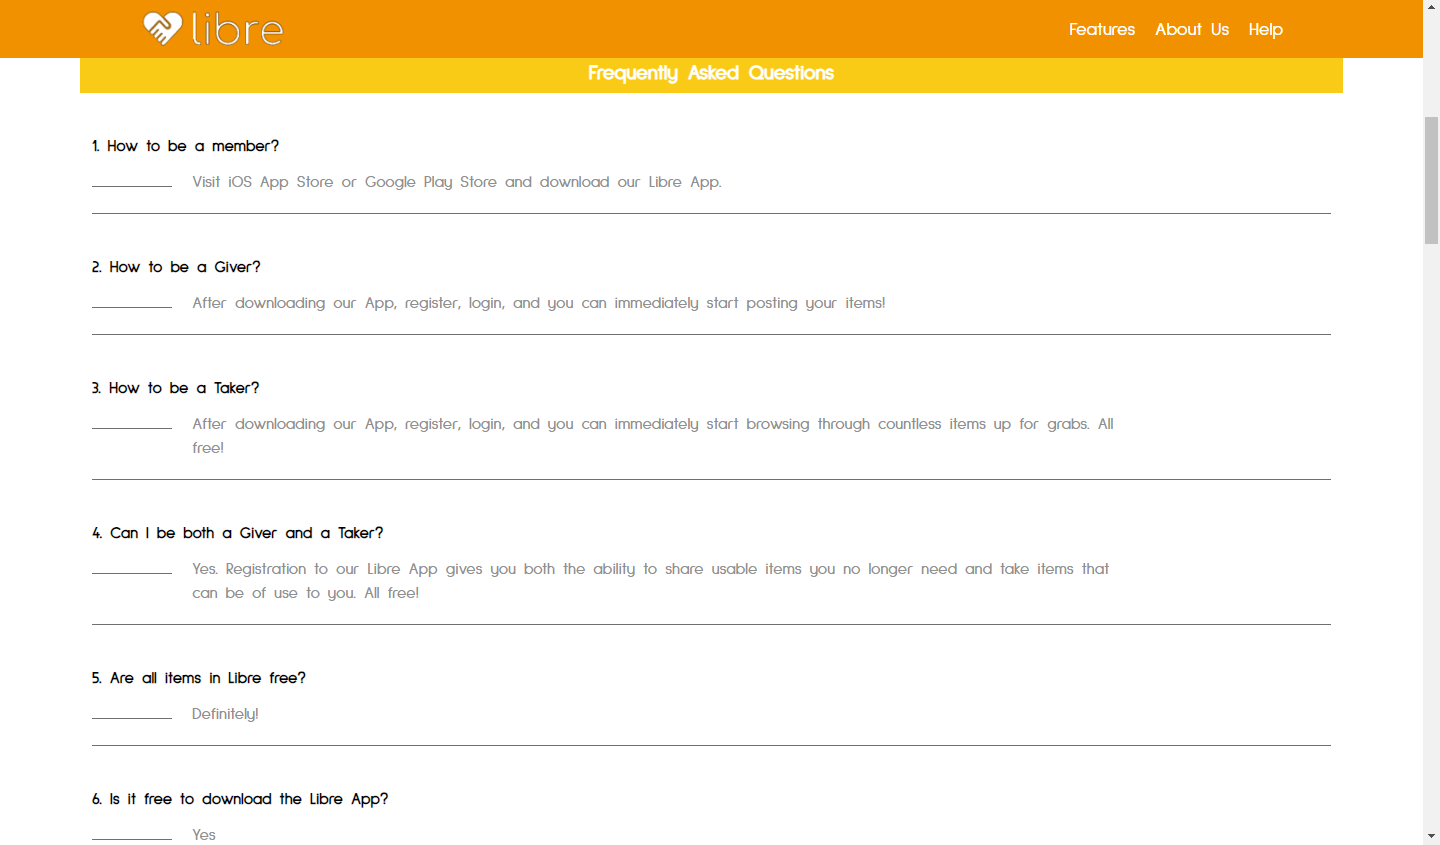 libre
Features About Us Help
Frequently Asked Questions
1. How to be a member?
Visit iOS App Store or Google Play Store and download our Libre App.
2. How to be a Giver?
After downloading our App, register, login, and you can immediately start posting your items!
3. How to be a Taker?
After downloading our App, register, login, and you can immediately start browsing through countless items up for grabs. All
free!
4. Can I be both a Giver and a Taker?
Yes. Registration to our Libre App gives you both the ability to share usable items you no longer need and take items that
can be of use to you. All free!
5. Are all items in Libre free?
Definitely!
6. Is it free to download the Libre App?
Yes